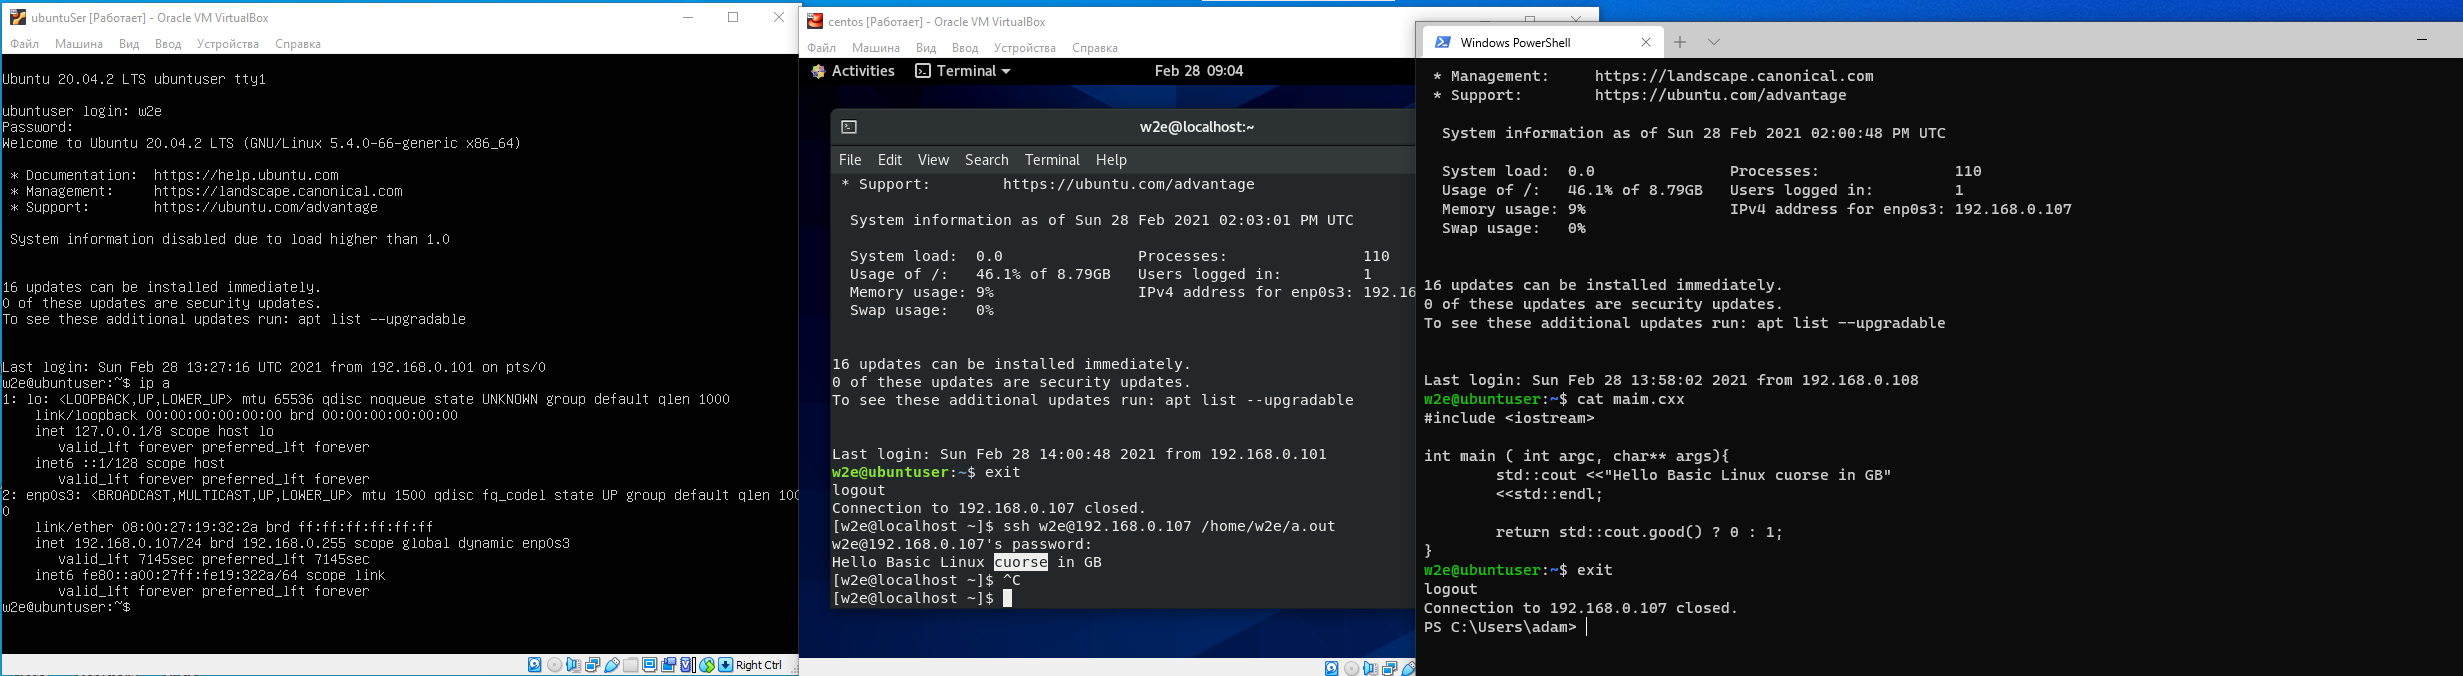 ubuntuSer [Работает] - Oracle VM VirtualBox
Файл Машина Вид Ввод Устройства Справка
Ubuntu 20.04.2 LTS ubuntuser tty1
ubuntuser login: w2e
Password:
Welcome to Ubuntu 20.04.2 LTS (GNU/Linux 5.4.0-66-generic x86_64)
* Documentation:  https://help.ubuntu.com
* Management:     https://landscape.canonical.com
* Support:        https://ubuntu.com/advantage
System information disabled due to load higher than 1.0
16 updates can be installed immediately.
0 of these updates are security updates.
To see these additional updates run: apt list --upgradable
Last login: Sun Feb 28 13:27:16 UTC 2021 from 192.168.0.101 on pts/0
w2e@ubuntuser:~$ ip a
1: lo: <LOOPBACK,UP,LOWER_UP> mtu 65536 qdisc noqueue state UNKNOWN group default qlen 1000
link/loopback 00:00:00:00:00:00 brd 00:00:00:00:00:00
inet 127.0.0.1/8 scope host lo
valid_lft forever preferred_lft forever
inet6 ::1/128 scope host
valid_lft forever preferred_lft forever
2: enp0s3: <BROADCAST,MULTICAST,UP,LOWER_UP> mtu 1500 qdisc fq_codel state UP group default qlen 100
0
link/ether 08:00:27:19:32:2a brd ff:ff:ff:ff:ff:ff
inet 192.168.0.107/24 brd 192.168.0.255 scope global dynamic enp0s3
valid_lft 7145sec preferred_lft 7145sec
inet6 fe80::a00:27ff:fe19:322a/64 scope link
valid_lft forever preferred_lft forever
w2e@ubuntuser:~$
Right Ctrl
centos [Работает] - Oracle VM VirtualBox
Файл Машина Вид Ввод Устройства Справка
Activities Terminal Feb 28 09:04
w2e@localhost:~
File Edit View Search Terminal Help
* Support:        https://ubuntu.com/advantage
System information as of Sun 28 Feb 2021 02:03:01 PM UTC
System load:  0.0               Processes:               110
Usage of /:   46.1% of 8.79GB   Users logged in:         1
Memory usage: 9%                IPv4 address for enp0s3: 192.16
Swap usage:   0%
16 updates can be installed immediately.
0 of these updates are security updates.
To see these additional updates run: apt list --upgradable
Last login: Sun Feb 28 14:00:48 2021 from 192.168.0.101
w2e@ubuntuser:~$ exit
logout
Connection to 192.168.0.107 closed.
[w2e@localhost ~]$ ssh w2e@192.168.0.107 /home/w2e/a.out
w2e@192.168.0.107's password:
Hello Basic Linux cuorse in GB
[w2e@localhost ~]$ ^C
[w2e@localhost ~]$
Windows PowerShell
* Management:     https://landscape.canonical.com
* Support:        https://ubuntu.com/advantage
System information as of Sun 28 Feb 2021 02:00:48 PM UTC
System load:  0.0               Processes:               110
Usage of /:   46.1% of 8.79GB   Users logged in:         1
Memory usage: 9%                IPv4 address for enp0s3: 192.168.0.107
Swap usage:   0%
16 updates can be installed immediately.
0 of these updates are security updates.
To see these additional updates run: apt list --upgradable
Last login: Sun Feb 28 13:58:02 2021 from 192.168.0.108
w2e@ubuntuser:~$ cat maim.cxx
#include <iostream>
int main ( int argc, char** args){
std::cout <<"Hello Basic Linux cuorse in GB"
<<std::endl;
return std::cout.good() ? 0 : 1;
}
w2e@ubuntuser:~$ exit
logout
Connection to 192.168.0.107 closed.
PS C:\Users\adam>